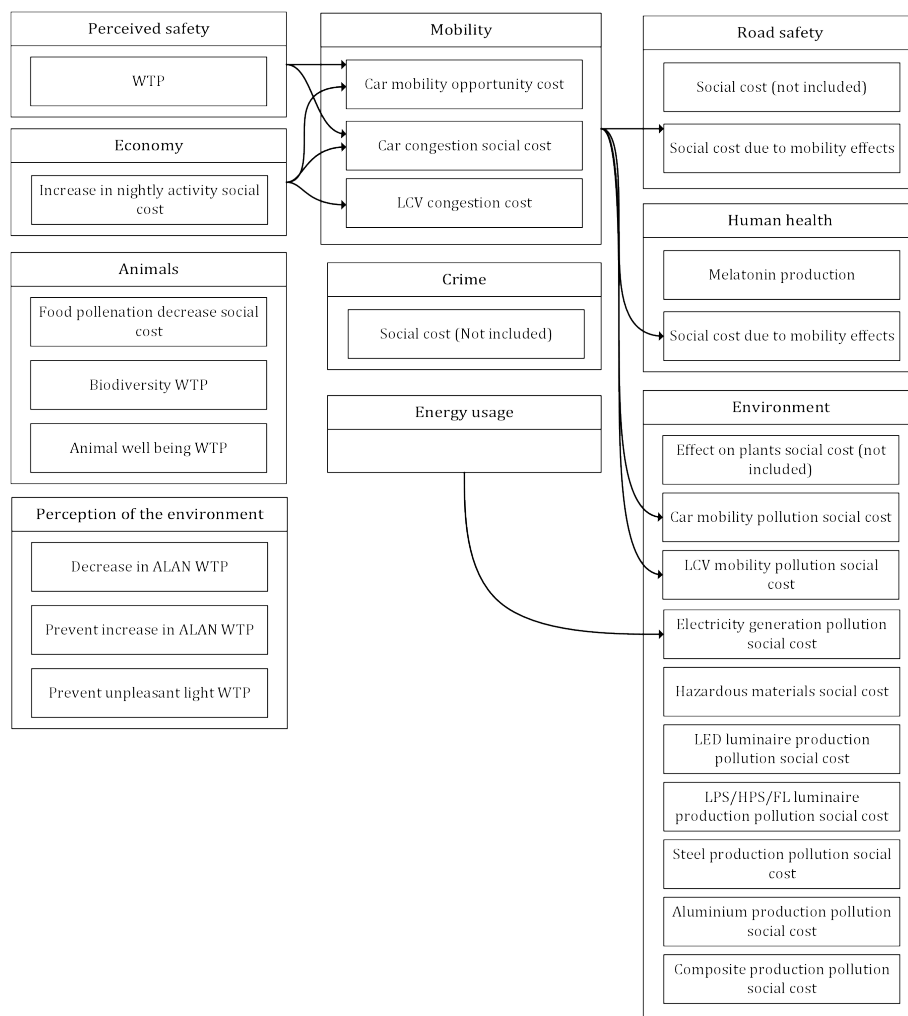 Perceived safety
WTP
Economy
Increase in nightly activity social
cost
Animals
Food pollenation decrease social
cost
Biodiversity WTP
Animal well being WTP
Perception of the environment
Decrease in ALAN WTP
Prevent increase in ALAN WTP
Prevent unpleasant light WTP
Mobility
Car mobility opportunity cost
Car congestion social cost
LCV congestion cost
Crime
Social cost (Not included)
Energy usage
Road safety
Social cost (not included)
Social cost due to mobility effects
Human health
Melatonin production
Social cost due to mobility effects
Environment
Effect on plants social cost (not
included)
Car mobility pollution social cost
LCV mobility pollution social
cost
Electricity generation pollution
social cost
Hazardous materials social cost
LED luminaire production
pollution social cost
LPS/HPS/FL luminaire
production pollution social cost
Steel production pollution social
cost
Aluminium production pollution
social cost
Composite production pollution
social cost